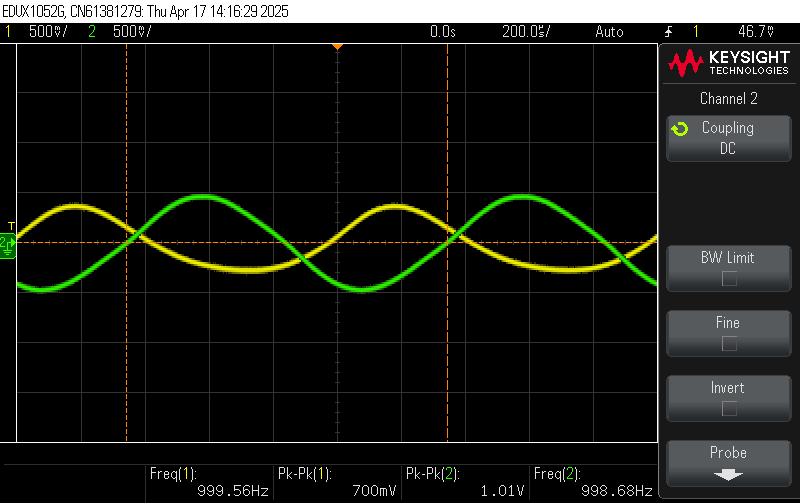 EDUX1052G, CN61381279: Thu Apr 17 14:16:29 2025
1 500mV/ 2 500mV/ 0.0s 200.0us/ Auto 1 46.7mV
KEYSIGHT
TECHNOLOGIES
Channel 2
Coupling
DC
T
2
BW Limit
Fine
Invert
Probe
Freq(1): Pk-Pk(1): Pk-Pk(2): Freq(2):
999.56Hz 700mV 1.01V 998.68Hz